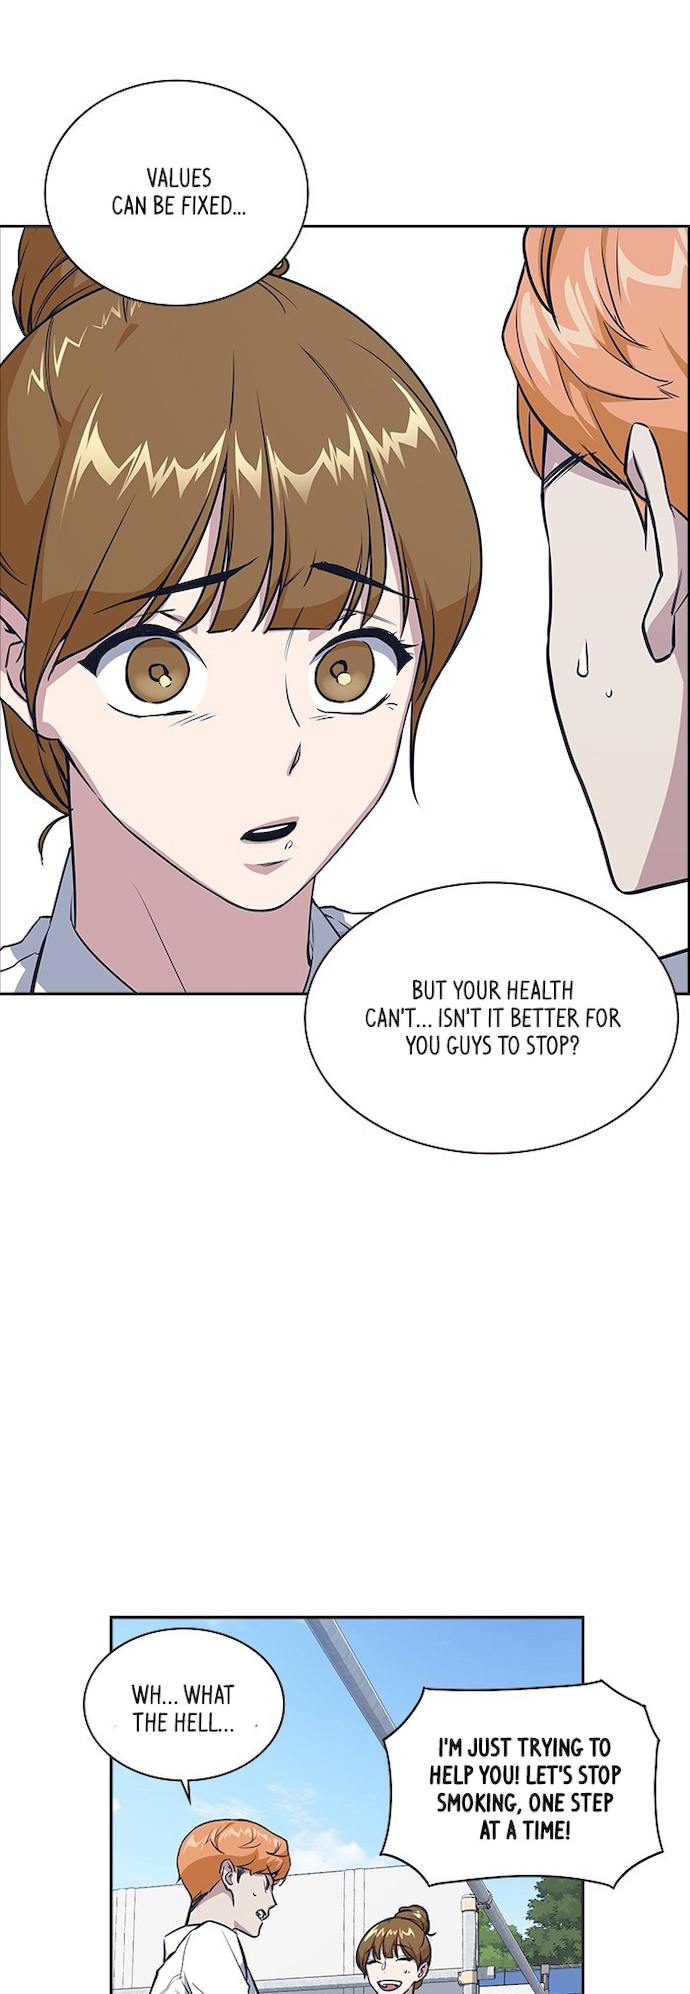 VALUES
CAN BE FIXED...
BUT YOUR HEALTH
CAN'T... ISN'T IT BETTER FOR
YOU GUYS TO STOP?
WH... WHAT
THE HELL...
I'M JUST TRYING TO
HELP YOU! LET'S STOP
SMOKING, ONE STEP
AT A TIME!